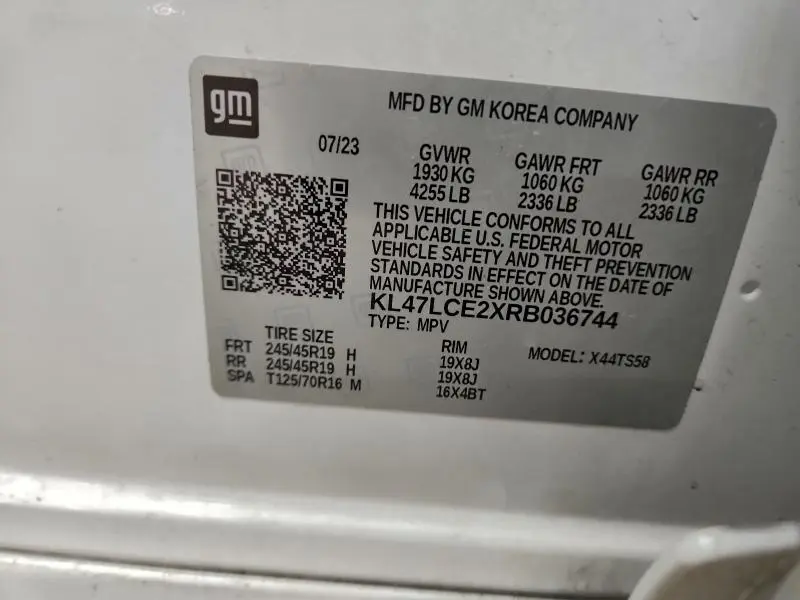 gm
MFD BY GM KOREA COMPANY
07/23
GVWR GAWR FRT GAWR RR
1930 KG 1060 KG 1060 KG
4255 LB 2336 LB 2336 LB
THIS VEHICLE CONFORMS TO ALL
APPLICABLE U.S. FEDERAL MOTOR
VEHICLE SAFETY AND THEFT PREVENTION
STANDARDS IN EFFECT ON THE DATE OF
MANUFACTURE SHOWN ABOVE.
KL47LCE2XRB036744
TYPE: MPV
MODEL: X44TS58
TIRE SIZE RIM
FRT 245/45R19 H 19X8J
RR 245/45R19 H 19X8J
SPA T125/70R16 M 16X4BT